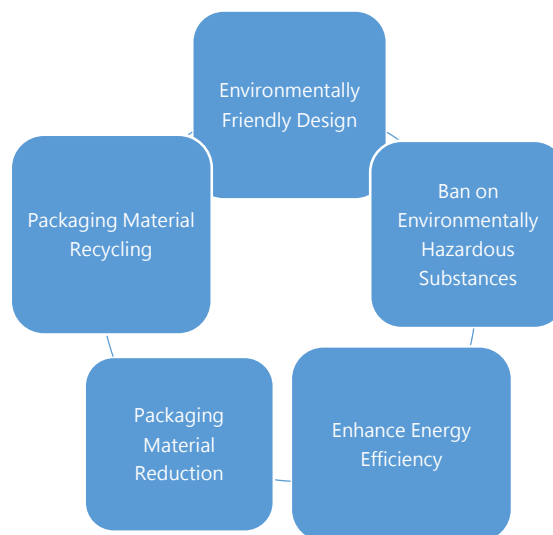 Environmentally
Friendly Design
Ban on
Environmentally
Hazardous
Substances
Enhance Energy
Efficiency
Packaging
Material
Reduction
Packaging Material
Recycling